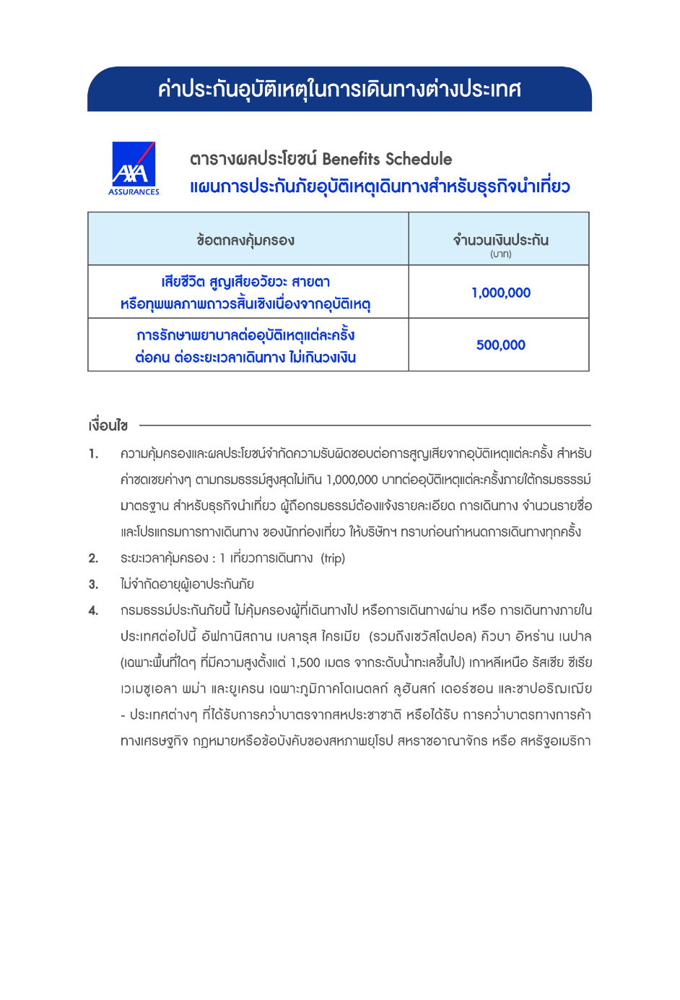 ค่าประกันอุบัติเหตุในการเดินทางต่างประเทศ
AXA
ASSURANCES
ตารางผลประโยชน์ Benefits Schedule
แผนการประกันภัยอุบัติเหตุเดินทางสำหรับธุรกิจนำเที่ยว
ข้อตกลงคุ้มครอง
จำนวนเงินประกัน
(บาท)
เสียชีวิต สูญเสียอวัยวะ สายตา
หรือทุพพลภาพถาวรสิ้นเชิงเนื่องจากอุบัติเหตุ
1,000,000
การรักษาพยาบาลต่ออุบัติเหตุแต่ละครั้ง
ต่อคน ต่อระยะเวลาเดินทาง ไม่เกินวงเงิน
500,000
เงื่อนไข
1. ความคุ้มครองและผลประโยชน์จำกัดความรับผิดชอบต่อการสูญเสียจากอุบัติเหตุแต่ละครั้ง สำหรับ
ค่าชดเชยค่างๆ ตามกรมธรรม์สูงสุดไม่เกิน 1,000,000 บาทต่ออุบัติเหตุแต่ละครั้งภายใต้กรมธรรรม์
มาตรฐาน สำหรับธุรกิจนำเที่ยว ผู้ถือกรมธรรม์ต้องแจ้งรายละเอียด การเดินทาง จำนวนรายชื่อ
และโปรแกรมการทางเดินทาง ของนักท่องเที่ยว ให้บริษัทฯ ทราบก่อนกำหนดการเดินทางทุกครั้ง
2. ระยะเวลาคุ้มครอง : 1 เที่ยวการเดินทาง (trip)
3. ไม่จำกัดอายุผู้เอาประกันภัย
4. กรมธรรม์ประกันภัยนี้ ไม่คุ้มครองผู้ที่เดินทางไป หรือการเดินทางผ่าน หรือ การเดินทางภายใน
ประเทศต่อไปนี้ อัฟกานิสถาน เบลารุส ไครเมีย (รวมถึงเซวัสโตปอล) คิวบา อิหร่าน เนปาล
(เฉพาะพื้นที่ใดๆ ที่มีความสูงตั้งแต่ 1,500 เมตร จากระดับน้ำทะเลขึ้นไป) เกาหลีเหนือ รัสเซีย ซีเรีย
เวเมซูเอลา พม่า และยูเครน เฉพาะภูมิภาคโดเนตสก์ ลูฮันสก์ เดอร์ซอน และซาปอริฌเฌีย
- ประเทศต่างๆ ที่ได้รับการคว่ำบาตรจากสหประชาชาติ หรือได้รับ การคว่ำบาตรทางการค้า
ทางเศรษฐกิจ กฎหมายหรือข้อบังคับของสหภาพยุโรป สหราชอาณาจักร หรือ สหรัฐอเมริกา